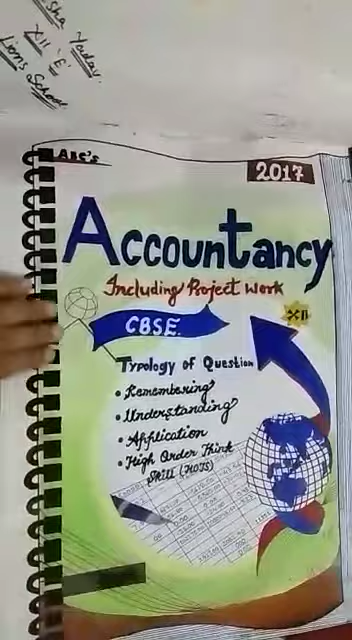 sha Yadav
XII 'E'
Lions School
ABC's
2017
Accountancy
Including Project Work
XII
CBSE
Typology of Question
• Remembering
• Understanding
• Application
• High Order Think
Skill (HOTS)